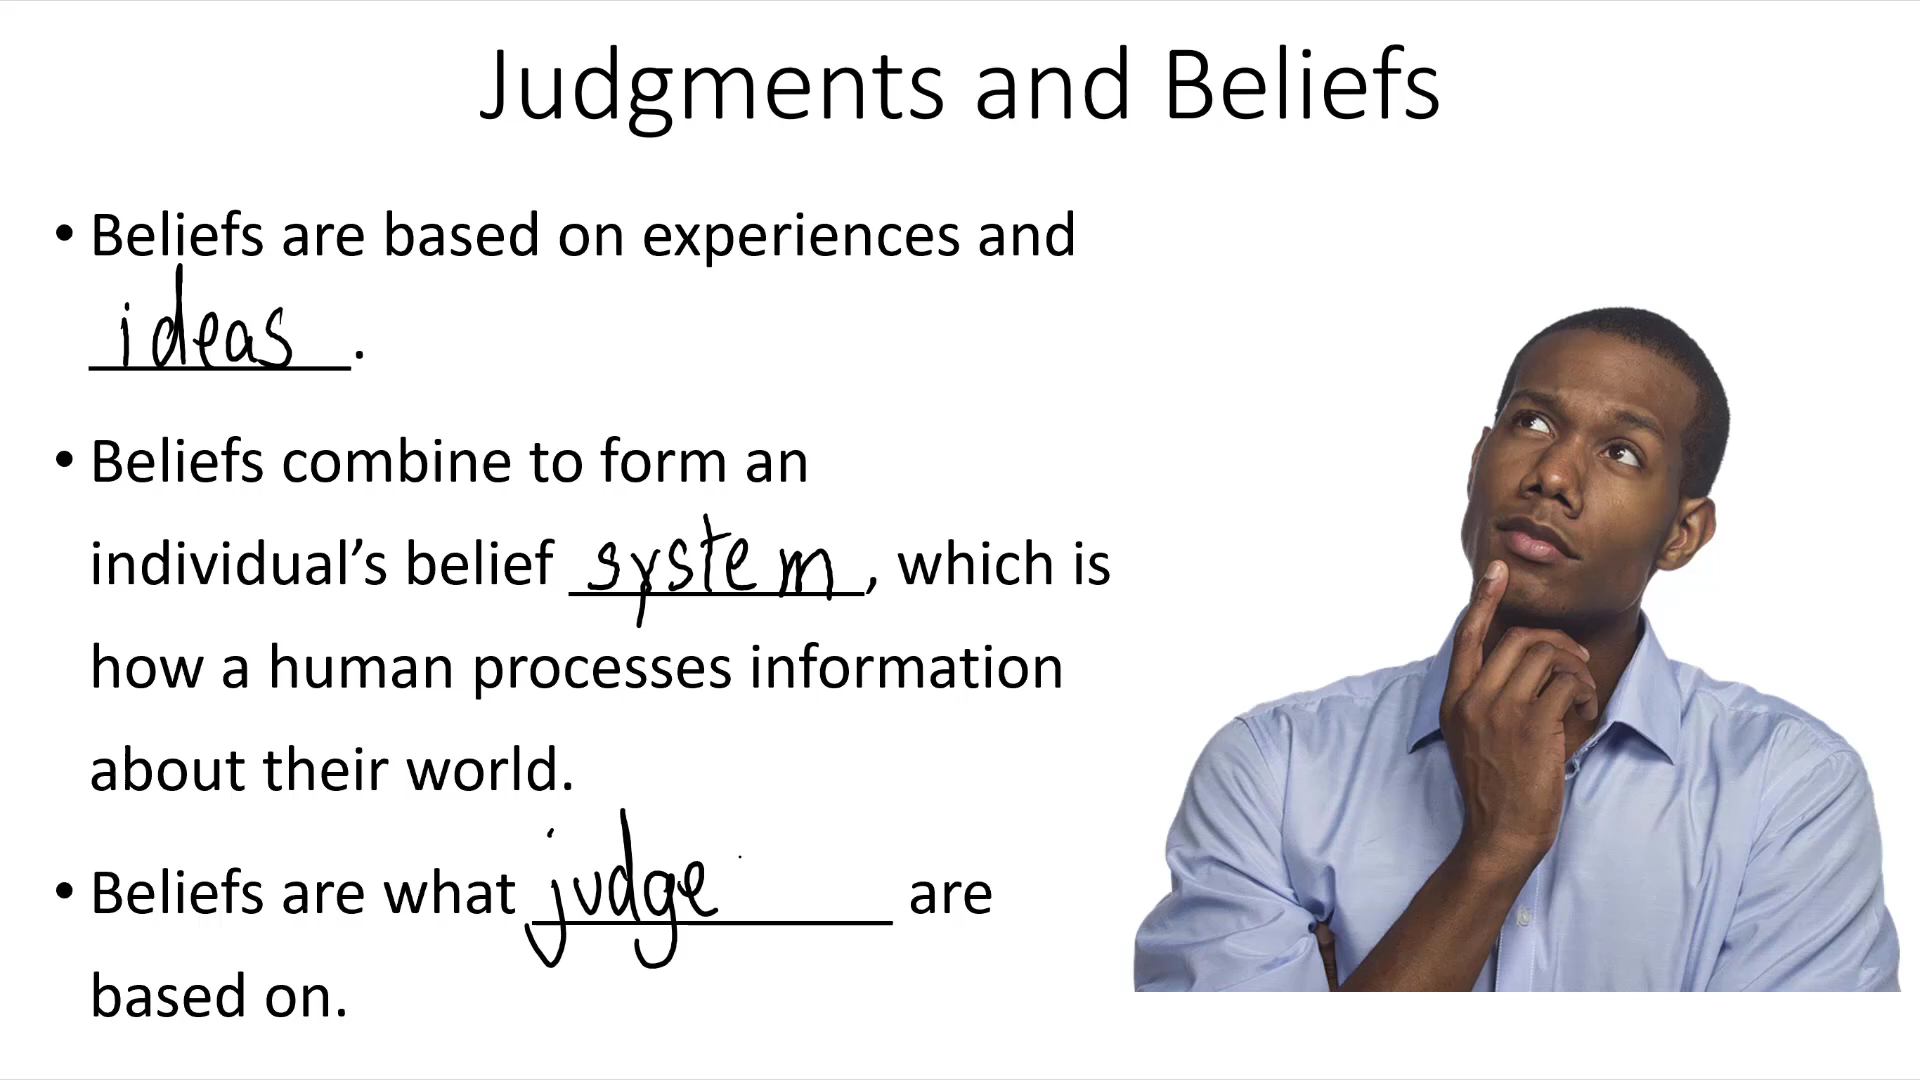 Judgments and Beliefs
• Beliefs are based on experiences and
ideas.
• Beliefs combine to form an
individual’s belief system, which is
how a human processes information
about their world.
• Beliefs are what judge are
based on.